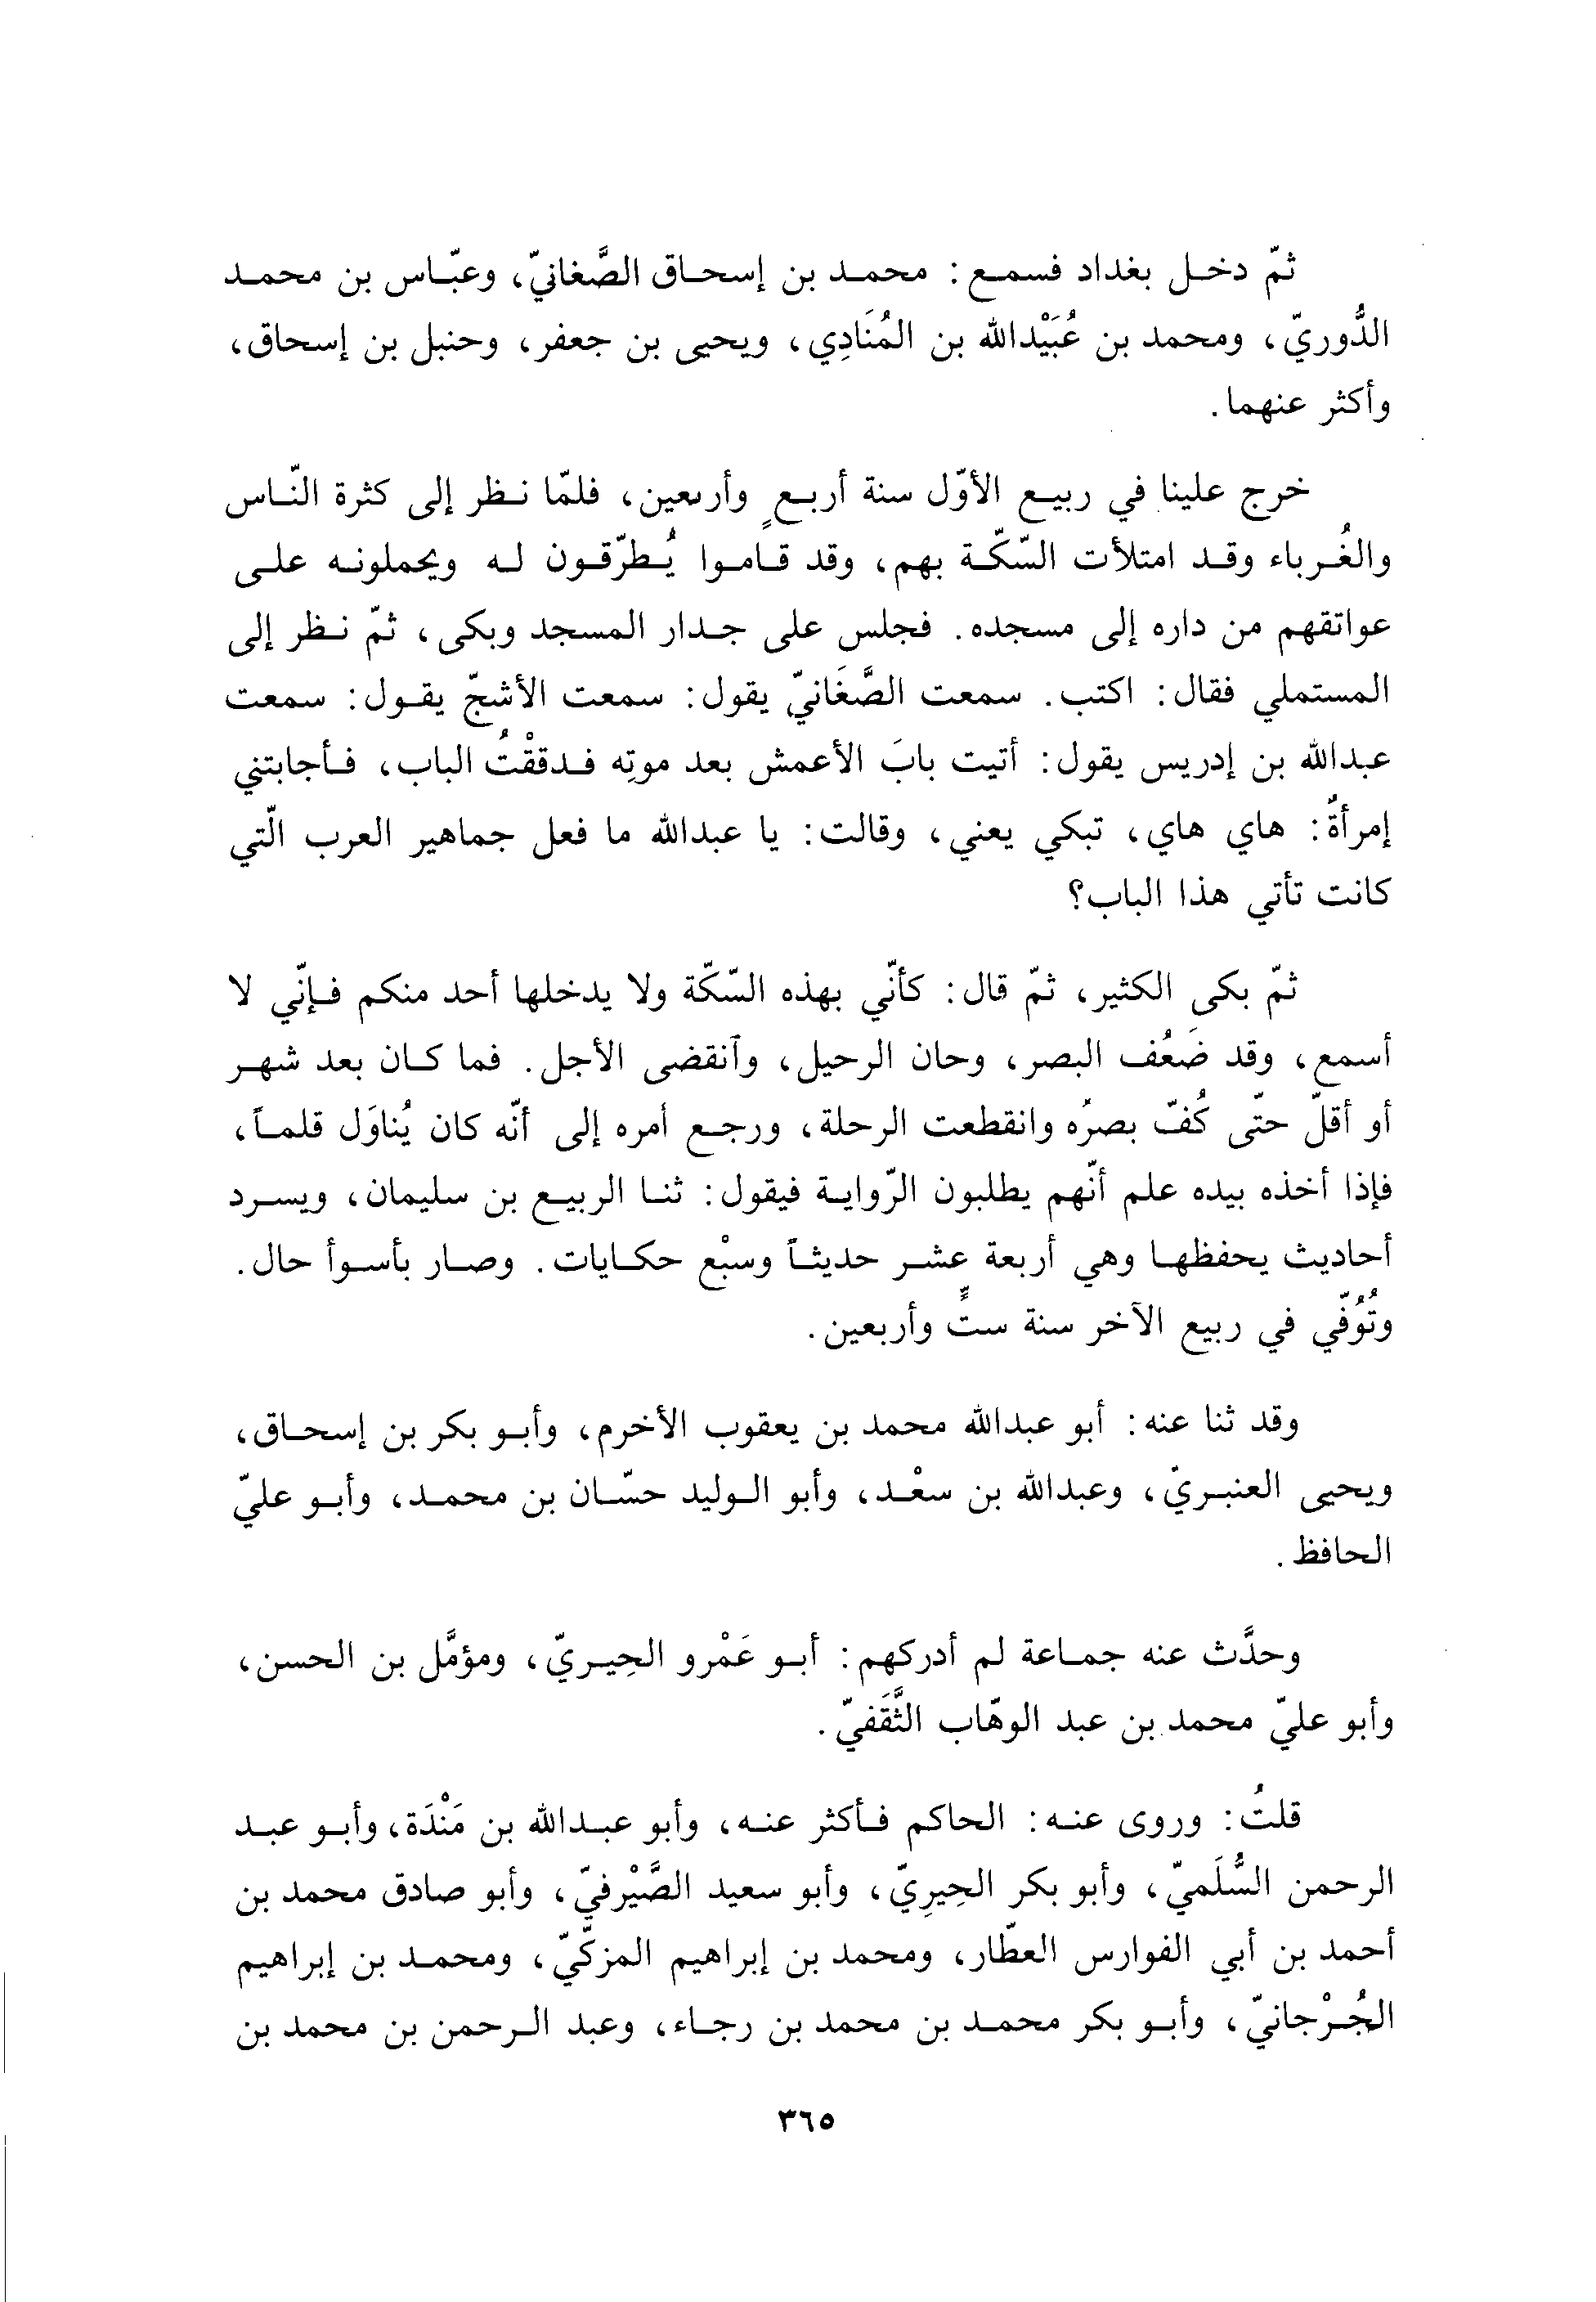 ثمّ دخل بغداد فسمع: محمد بن إسحاق الصَّغانيّ، وعبّاس بن محمد
الدُّوريّ، ومحمد بن عُبَيْدالله بن المُنَادِي، ويحيى بن جعفر، وحنبل بن إسحاق،
وأكثر عنهما.
خرج علينا في ربيع الأوّل سنة أربعٍ وأربعين، فلمّا نظر إلى كثرة النّاس
والغُرباء وقد امتلأت السّكّة بهم، وقد قاموا يُطرّقون له ويحملونه على
عواتقهم من داره إلى مسجده. فجلس على جدار المسجد وبكى، ثمّ نظر إلى
المستملي فقال: اكتب. سمعت الصَّغَانيّ يقول: سمعت الأشجّ يقول: سمعت
عبدالله بن إدريس يقول: أتيت بابَ الأعمش بعد موتِه فدققْتُ الباب، فأجابتني
إمرأةٌ: هاي هاي، تبكي يعني، وقالت: يا عبدالله ما فعل جماهير العرب الّتي
كانت تأتي هذا الباب؟
ثمّ بكى الكثير، ثمّ قال: كأنّي بهذه السّكّة ولا يدخلها أحد منكم فإنّي لا
أسمع، وقد ضَعُف البصر، وحان الرحيل، وآنقضى الأجل. فما كان بعد شهر
أو أقلّ حتّى كُفّ بصرُه وانقطعت الرحلة، ورجع أمره إلى أنّه كان يُناوَل قلماً،
فإذا أخذه بيده علم أنّهم يطلبون الرّواية فيقول: ثنا الربيع بن سليمان، ويسرد
أحاديث يحفظها وهي أربعة عشر حديثاً وسبْع حكايات. وصار بأسوأ حال.
وتُوُفّي في ربيع الآخر سنة ستٍّ وأربعين.
وقد ثنا عنه: أبو عبدالله محمد بن يعقوب الأخرم، وأبو بكر بن إسحاق،
ويحيى العنبريّ، وعبدالله بن سعْد، وأبو الوليد حسّان بن محمد، وأبو عليّ
الحافظ.
وحدَّث عنه جماعة لم أدركهم: أبو عَمْرو الحِيريّ، ومؤمَّل بن الحسن،
وأبو عليّ محمد بن عبد الوهّاب الثَّقَفيّ.
قلتُ: وروى عنه: الحاكم فأكثر عنه، وأبو عبدالله بن مَنْدَة، وأبو عبد
الرحمن السُّلَميّ، وأبو بكر الحِيرِيّ، وأبو سعيد الصَّيْرفيّ، وأبو صادق محمد بن
أحمد بن أبي الفوارس العطّار، ومحمد بن إبراهيم المزكّيّ، ومحمد بن إبراهيم
الجُرْجانيّ، وأبو بكر محمد بن محمد بن رجاء، وعبد الرحمن بن محمد بن
٣٦٥